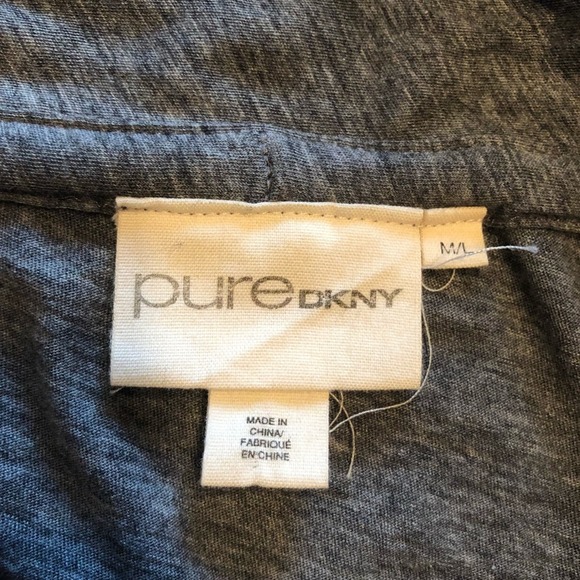 pure DKNY
M/L
MADE IN
CHINA/
FABRIQUÉ
EN CHINE